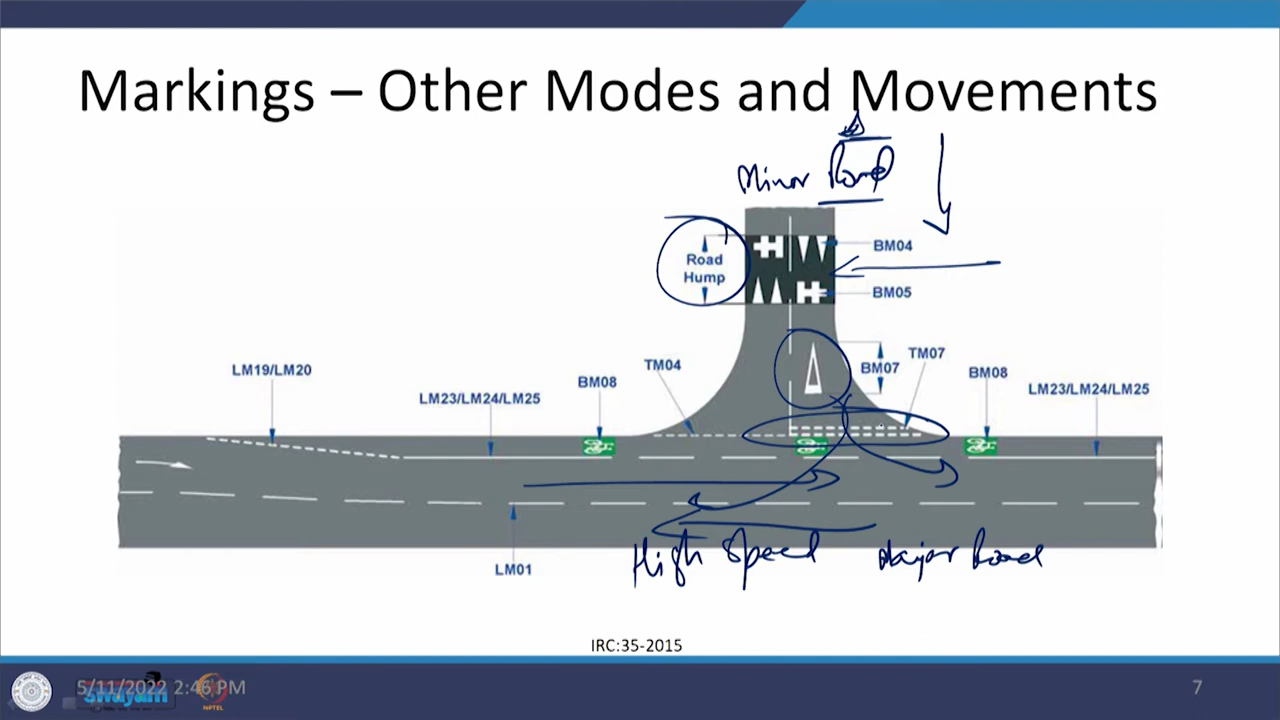 Markings – Other Modes and Movements
Minor Road
Road
Hump
BM04
BM05
LM19/LM20
LM23/LM24/LM25
BM08
TM04
BM07
TM07
BM08
LM23/LM24/LM25
LM01
High Speed Major Road
IRC:35-2015
5/11/2022 2:46 PM
swayam
NPTEL
7